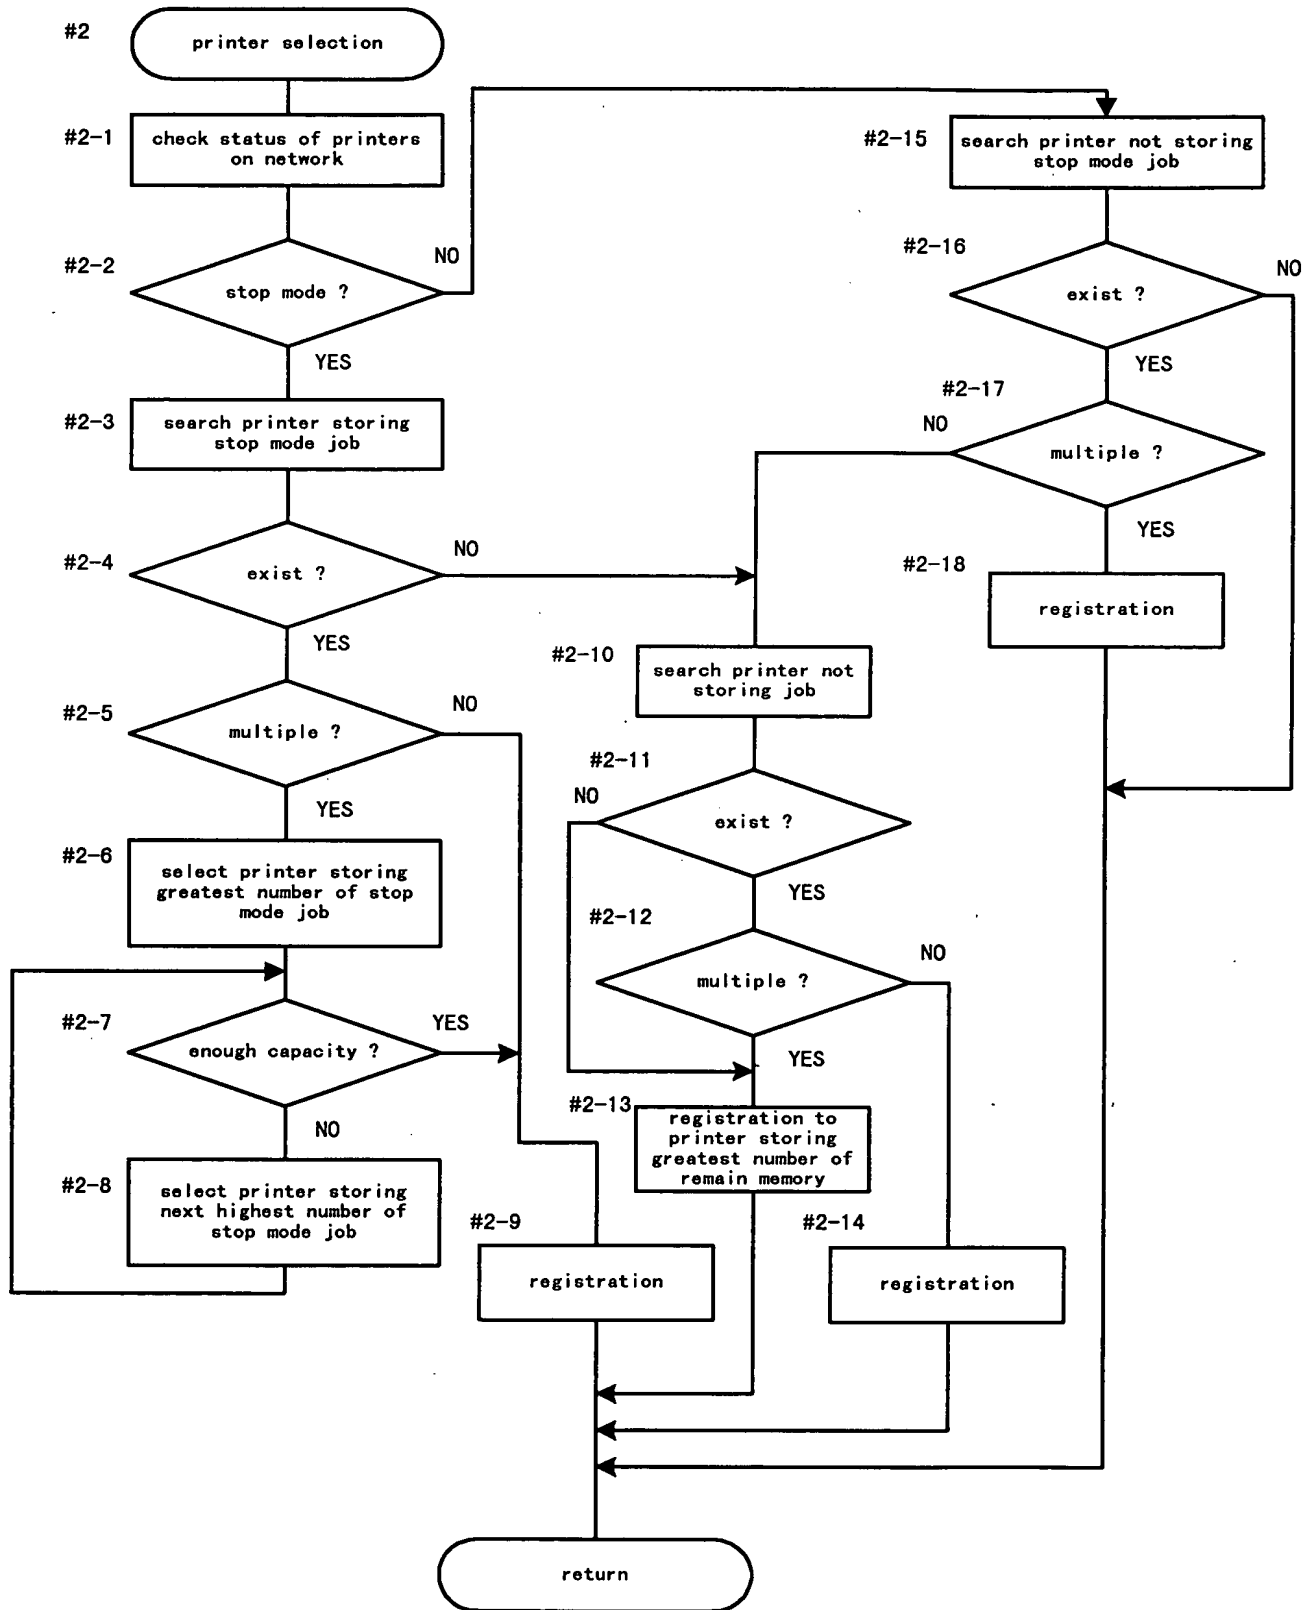 #2
printer selection
#2-1
check status of printers
on network
#2-2
stop mode ?
NO
YES
#2-3
search printer storing
stop mode job
#2-4
exist ?
NO
YES
#2-5
multiple ?
NO
YES
#2-6
select printer storing
greatest number of stop
mode job
#2-7
enough capacity ?
YES
NO
#2-8
select printer storing
next highest number of
stop mode job
#2-9
registration
#2-10
search printer not
storing job
#2-11
NO
exist ?
YES
#2-12
multiple ?
NO
YES
#2-13
registration to
printer storing
greatest number of
remain memory
#2-14
registration
#2-15
search printer not storing
stop mode job
#2-16
exist ?
NO
YES
#2-17
NO
multiple ?
YES
#2-18
registration
return